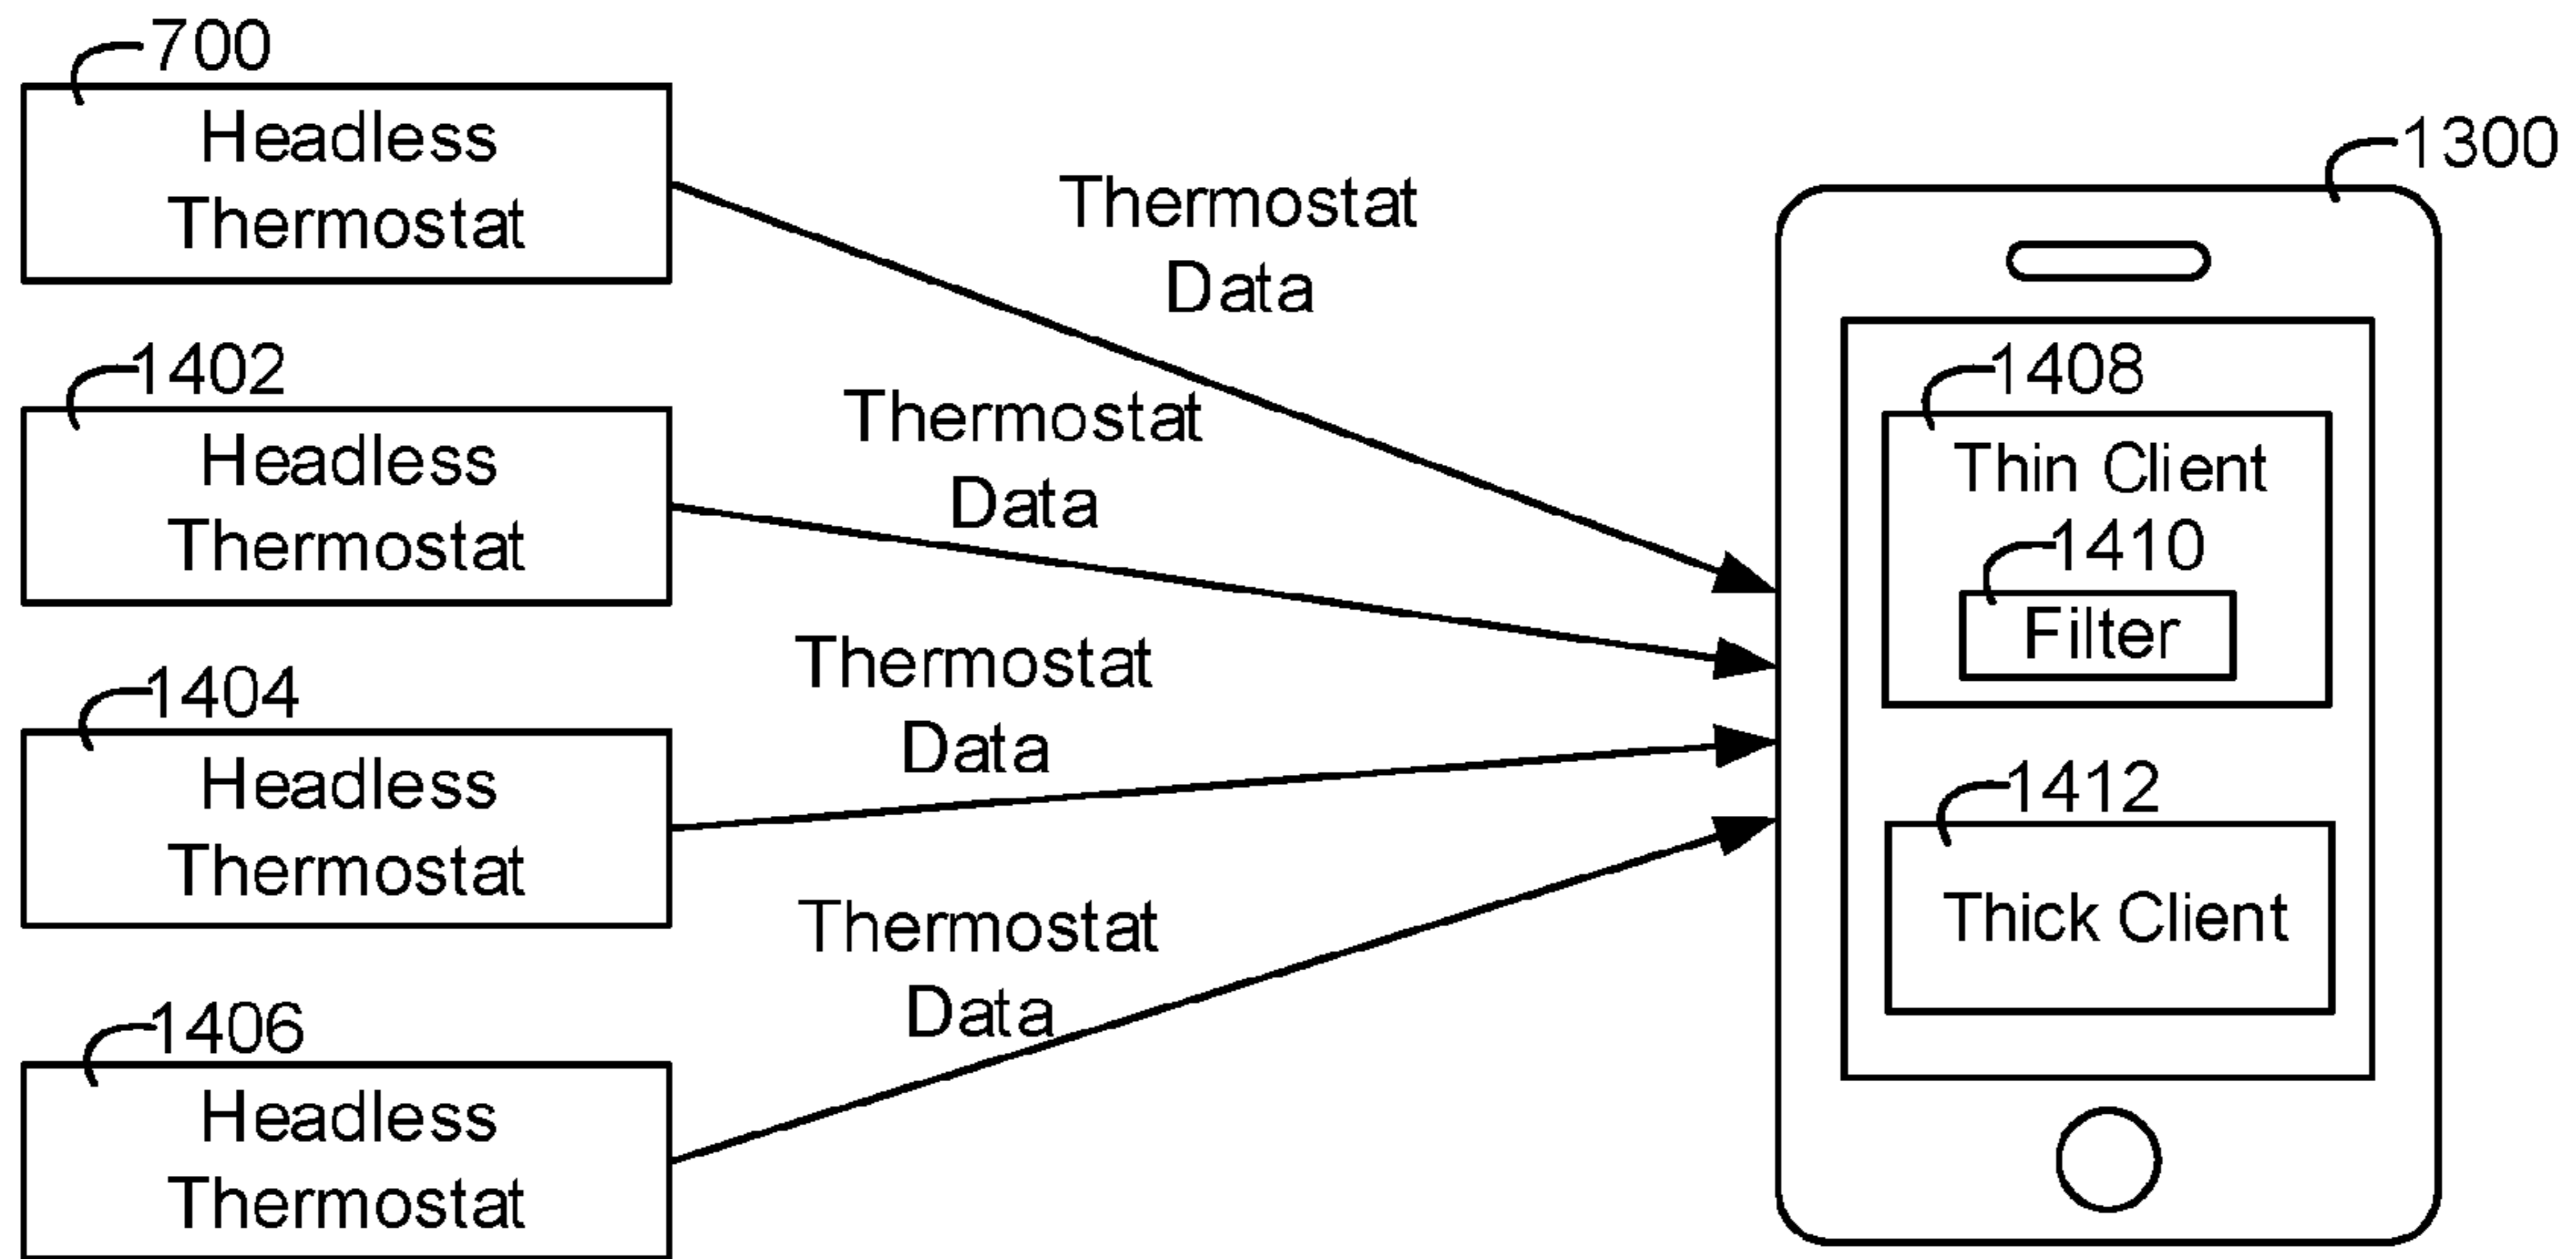 700
Headless
Thermostat
1402
Headless
Thermostat
1404
Headless
Thermostat
1406
Headless
Thermostat
Thermostat
Data
Thermostat
Data
Thermostat
Data
Thermostat
Data
1300
1408
Thin Client
1410
Filter
1412
Thick Client